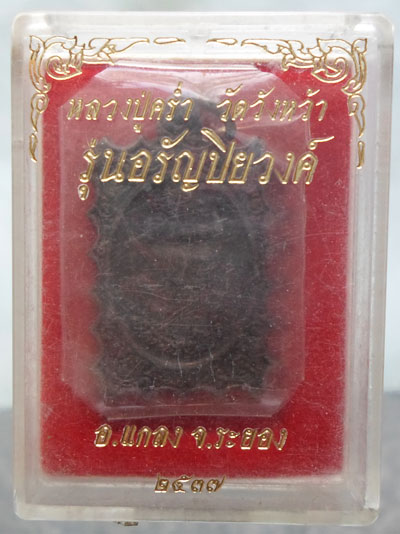 หลวงปู่คร่ำ วัดวังหว้า
รุ่นอรัญปิยวงค์
อ.แกลง จ.ระยอง
๒๕๓๗